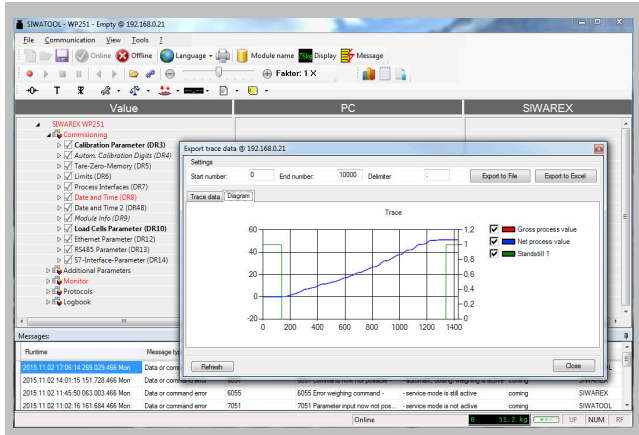 SIWATOOL - WP251 - Empty @ 192.168.0.21
File Communication View Tools ?
Online Offline Language Module name 75kg Display Message
Faktor: 1 X
T
Value PC SIWAREX
SIWAREX WP251
Commisioning
Calibration Parameter (DR3)
Autom. Calibration Digits (DR4)
Tare-Zero-Memory (DR5)
Limits (DR6)
Process Interfaces (DR7)
Date and Time (DR8)
Date and Time 2 (DR48)
Module Info (DR9)
Load Cells Parameter (DR10)
Ethernet Parameter (DR12)
RS485 Parameter (DR13)
S7-Interface-Parameter (DR14)
Additional Parameters
Monitor
Protocols
Logbook
Export trace data @ 192.168.0.21
Settings
Start number: 0 End number: 10000 Delimiter ; Export to File Export to Excel
Trace data Diagram
Trace
60 1,2
1
40
0,8
20 0,6
0,4
0
0,2
-20 0
0 200 400 600 800 1000 1200 1400
Gross process value
Net process value
Standstill 1
Refresh Close
Messages:
Runtime Message typ
2015.11.02 17:06:14 269.029.466 Mon Data or com
2015.11.02 14:01:15 151.728.466 Mon Data or command error 6051 6051 Command now not possible - automatic dosing/weighing is active coming SIWAREX
2015.11.02 11:45:50 063.003.466 Mon Data or command error 6055 6055 Error weighing command - - service mode is still active coming SIWAREX
2015.11.02 11:02:16 161.684.466 Mon Data or command error 7051 7051 Parameter input now not pos... - service mode is not active coming SIWATOOL
Online B 51.2 kg UF NUM RF